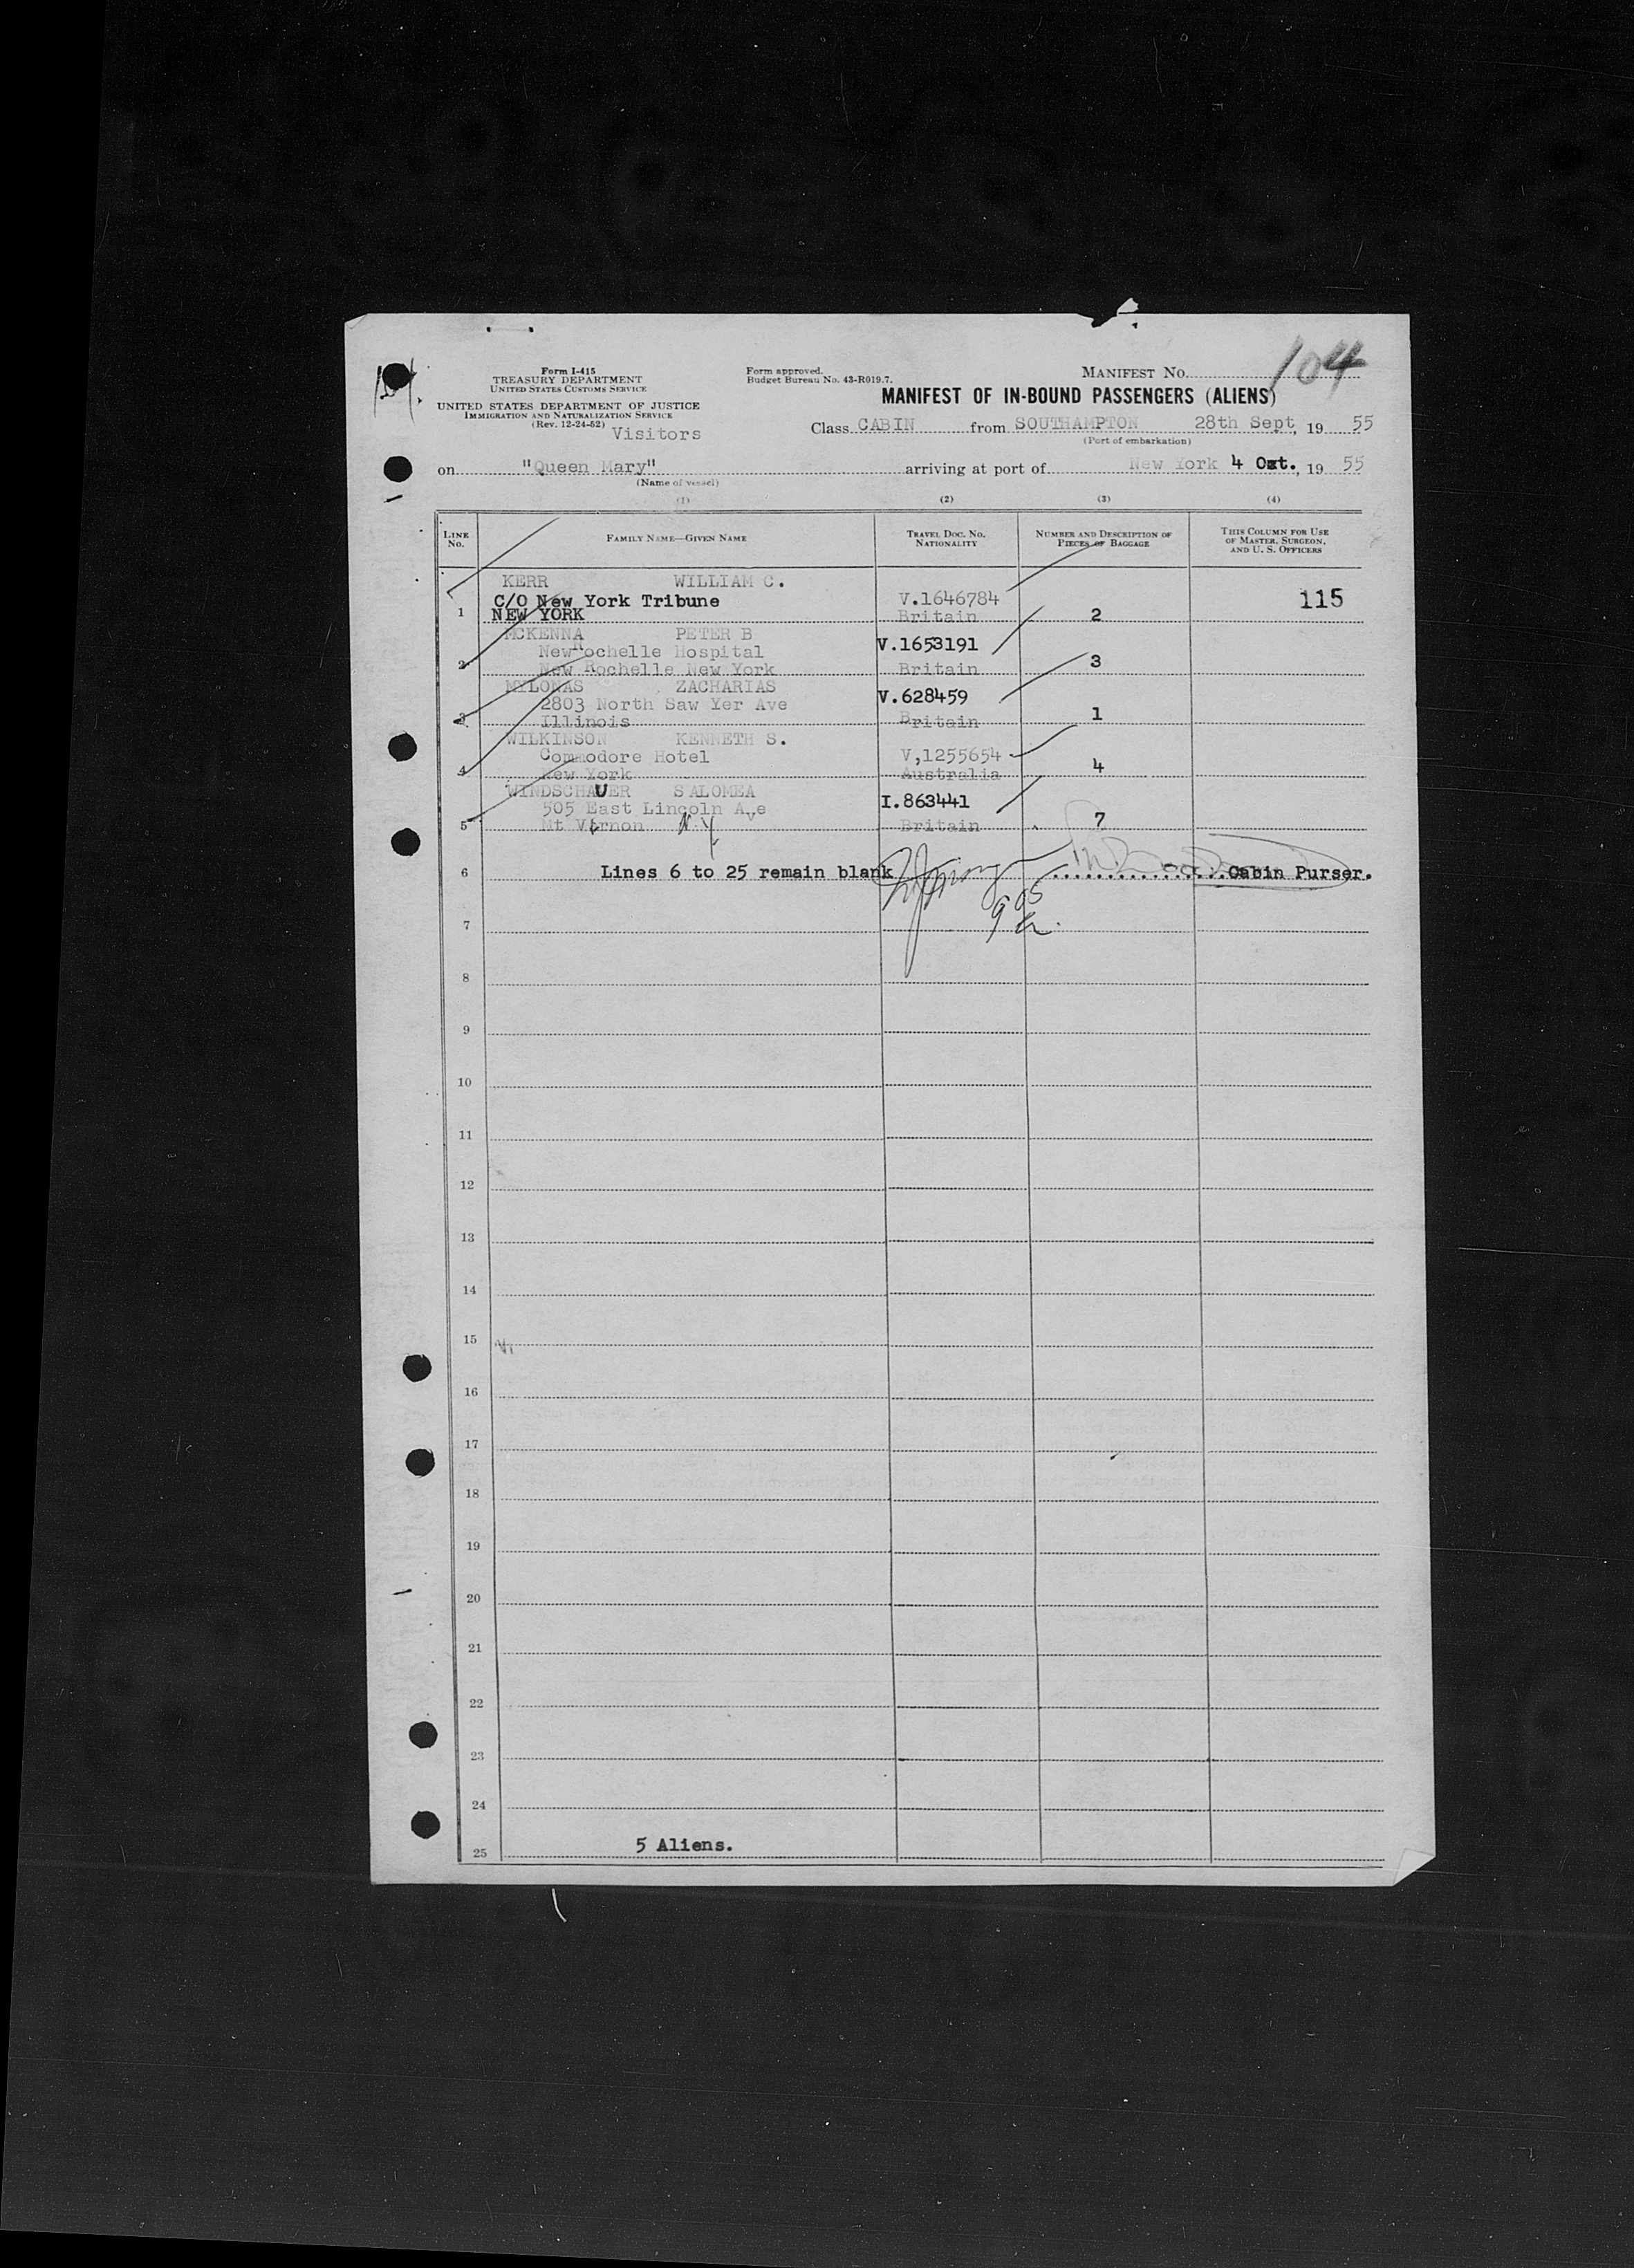 104
Form I-415
TREASURY DEPARTMENT
UNITED STATES CUSTOMS SERVICE
UNITED STATES DEPARTMENT OF JUSTICE
IMMIGRATION AND NATURALIZATION SERVICE
(Rev. 12-24-52)
Visitors
Form approved.
Budget Bureau No. 43-R019.7.
MANIFEST No.
MANIFEST OF IN-BOUND PASSENGERS (ALIENS)
Class CABIN from SOUTHAMPTON 28th Sept, 19 55
(Port of embarkation)
on "Queen Mary" arriving at port of New York 4 Oct., 19 55
(Name of vessel)
(1) (2) (3) (4)
LINE No. FAMILY NAME—GIVEN NAME TRAVEL DOC. NO. NATIONALITY NUMBER AND DESCRIPTION OF PIECES OF BAGGAGE THIS COLUMN FOR USE OF MASTER, SURGEON, AND U. S. OFFICERS
KERR WILLIAM C.
C/O New York Tribune V.1646784 115
1 NEW YORK Britain 2
MCKENNA PETER B
New Rochelle Hospital V.1653191
2 New Rochelle New York Britain 3
MYLONAS ZACHARIAS
2803 North Saw Yer Ave V.628459
3 Illinois Britain 1
WILKINSON KENNETH S.
Commodore Hotel V,1255654
4 New York Australia 4
WINDSCHAUER SALOMEA
505 East Lincoln Ave I.863441
5 Mt Vernon N.Y. Britain 7
6 Lines 6 to 25 remain blank Cabin Purser.
7
8
9
10
11
12
13
14
15
16
17
18
19
20
21
22
23
24
25 5 Aliens.